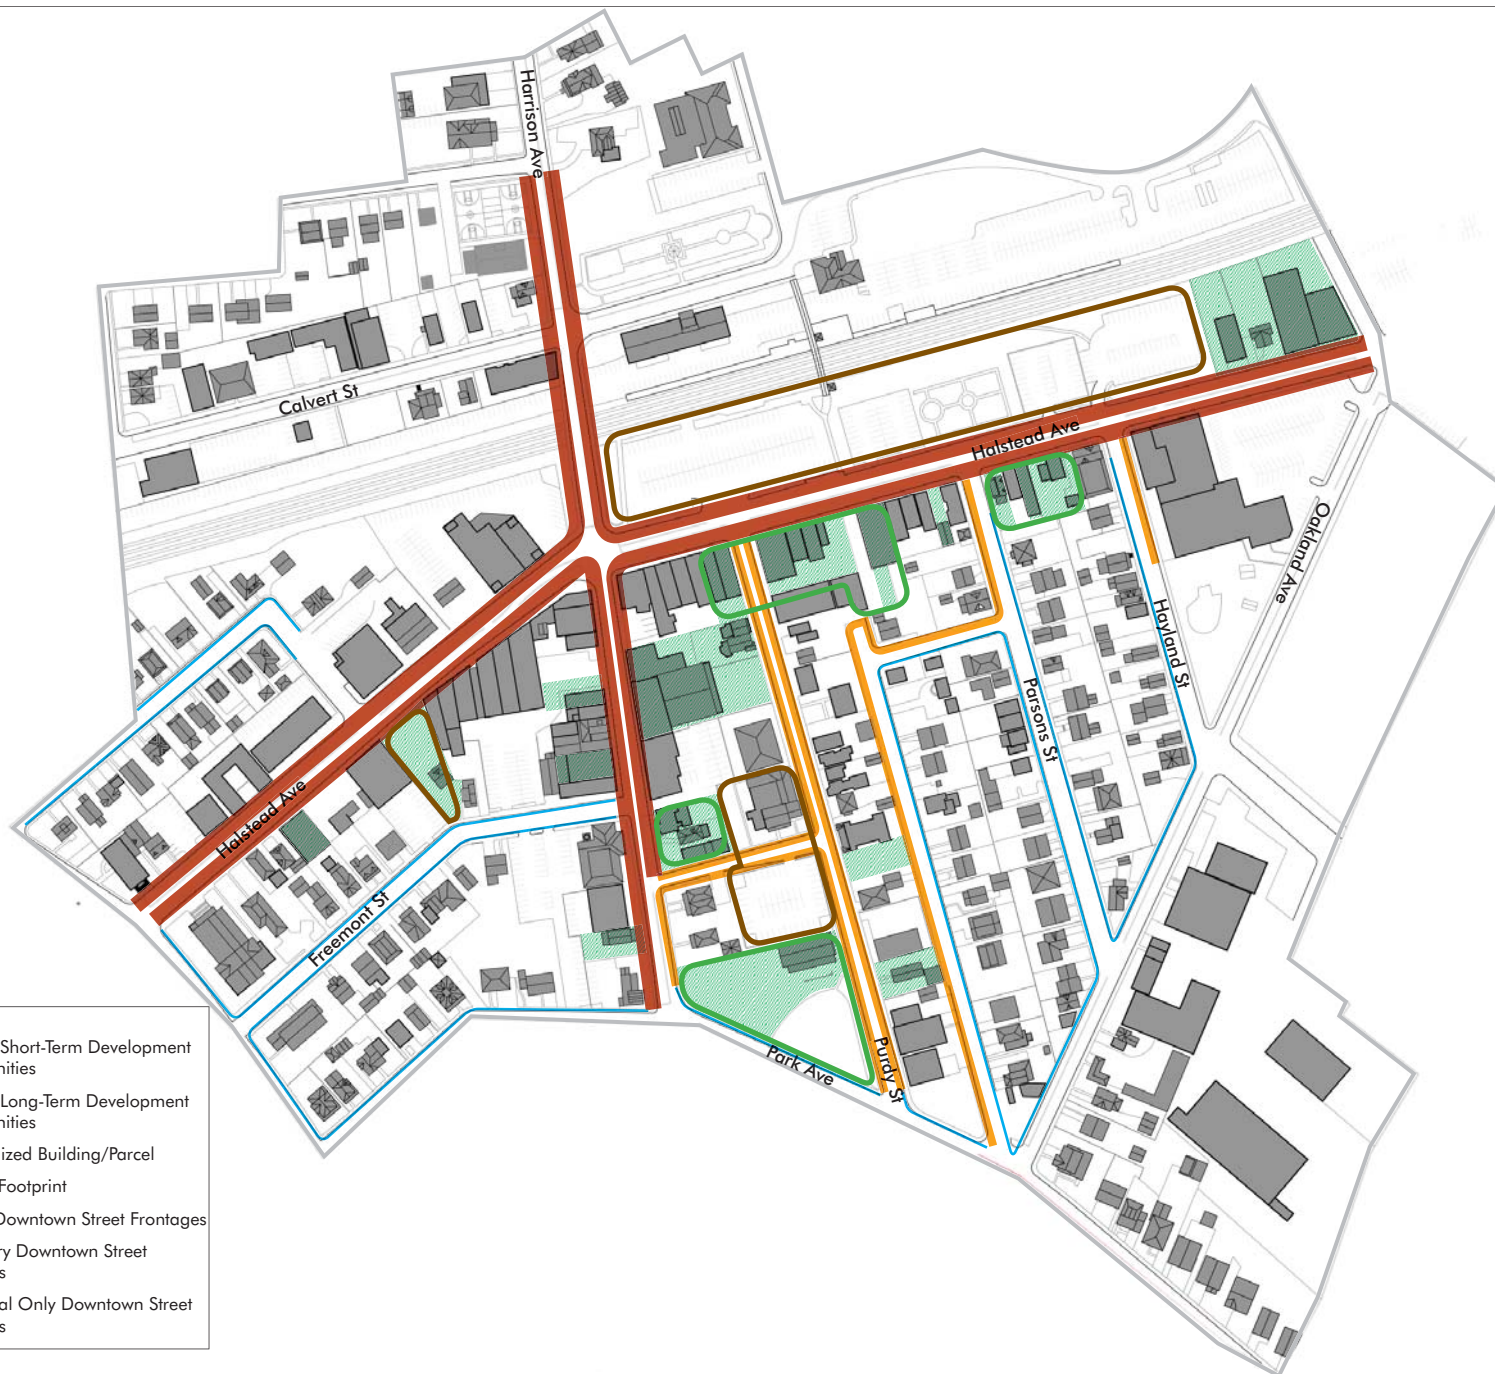 Harrison Ave
Calvert St
Halstead Ave
Oakland Ave
Hayland St
Parsons St
Halstead Ave
Freemont St
Park Ave
Purdy St
Short-Term Development
nities
Long-Term Development
nities
ized Building/Parcel
Footprint
Downtown Street Frontages
ry Downtown Street
s
al Only Downtown Street
s